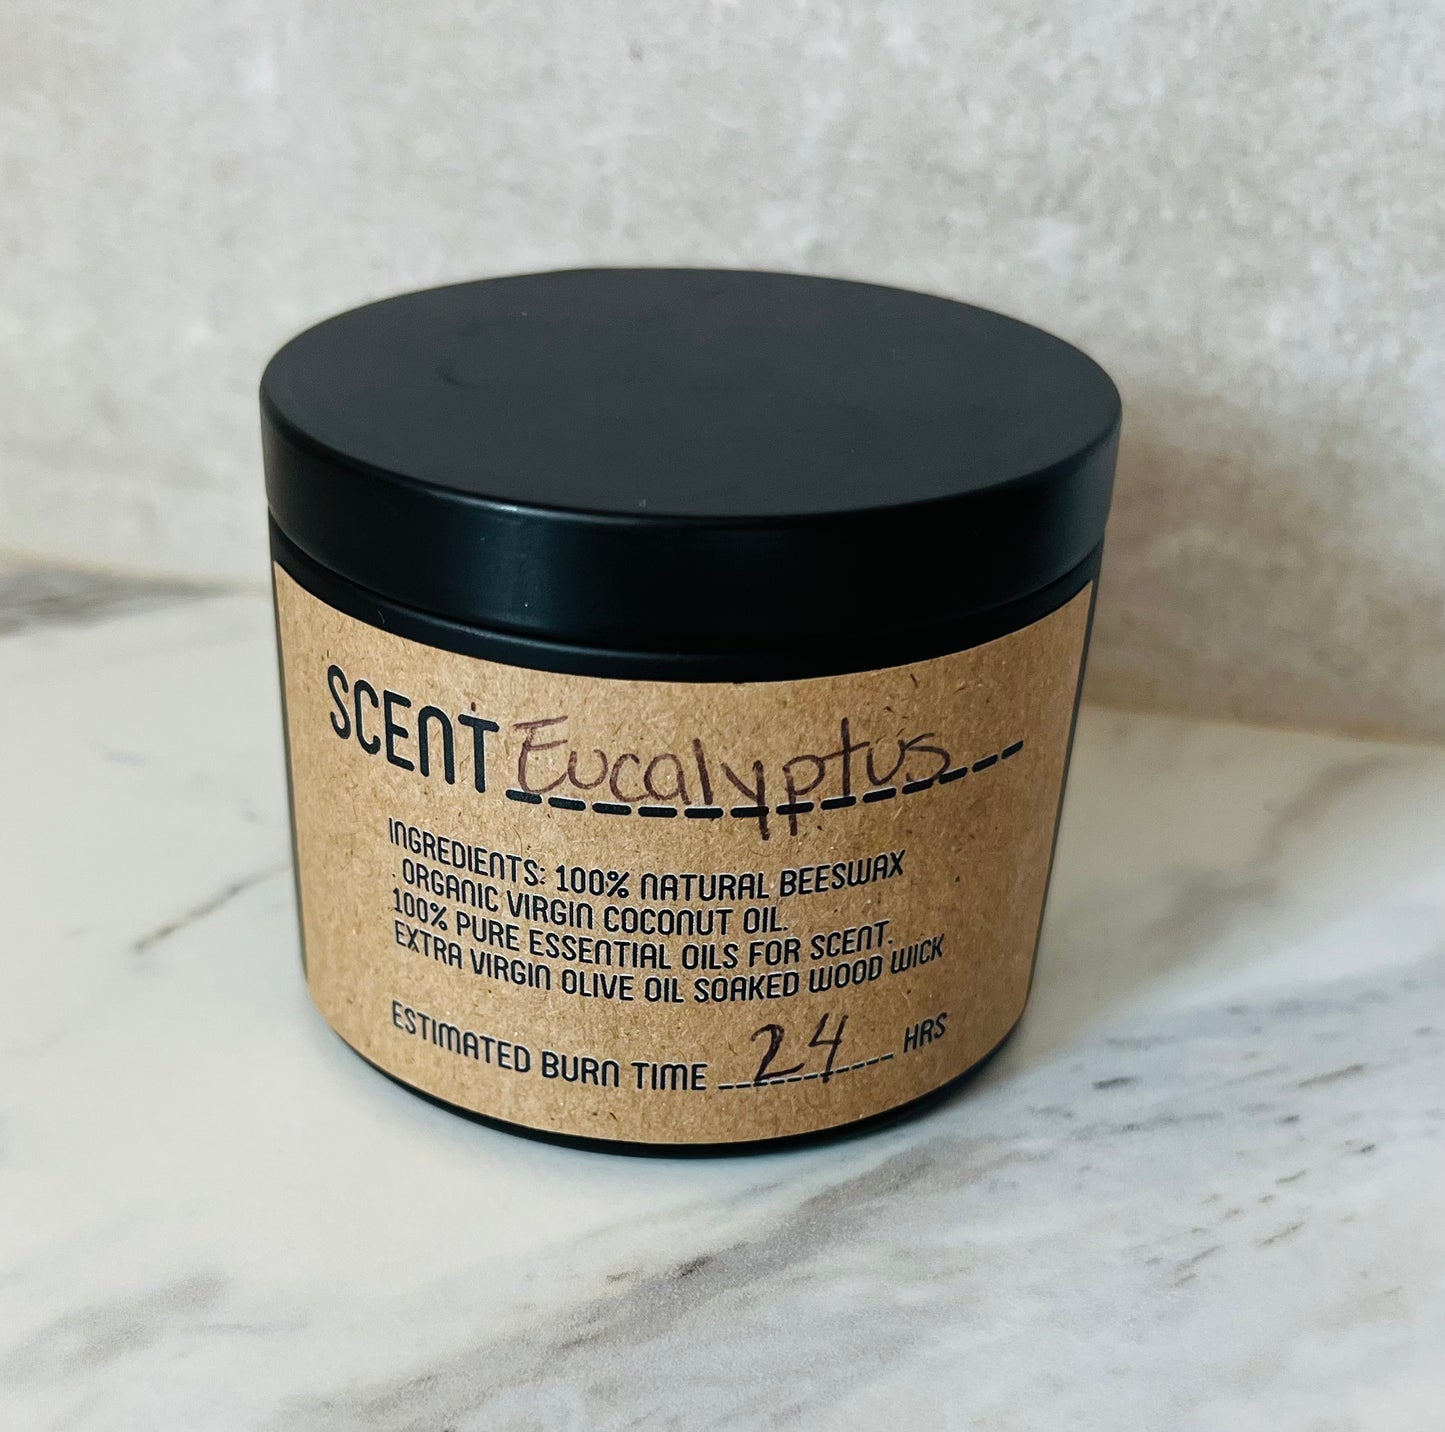 SCENT Eucalyptus
INGREDIENTS: 100% NATURAL BEESWAX
. ORGANIC VIRGIN COCONUT OIL.
100% PURE ESSENTIAL OILS FOR SCENT.
EXTRA VIRGIN OLIVE OIL SOAKED WOOD WICK
ESTIMATED BURN TIME 24 HRS